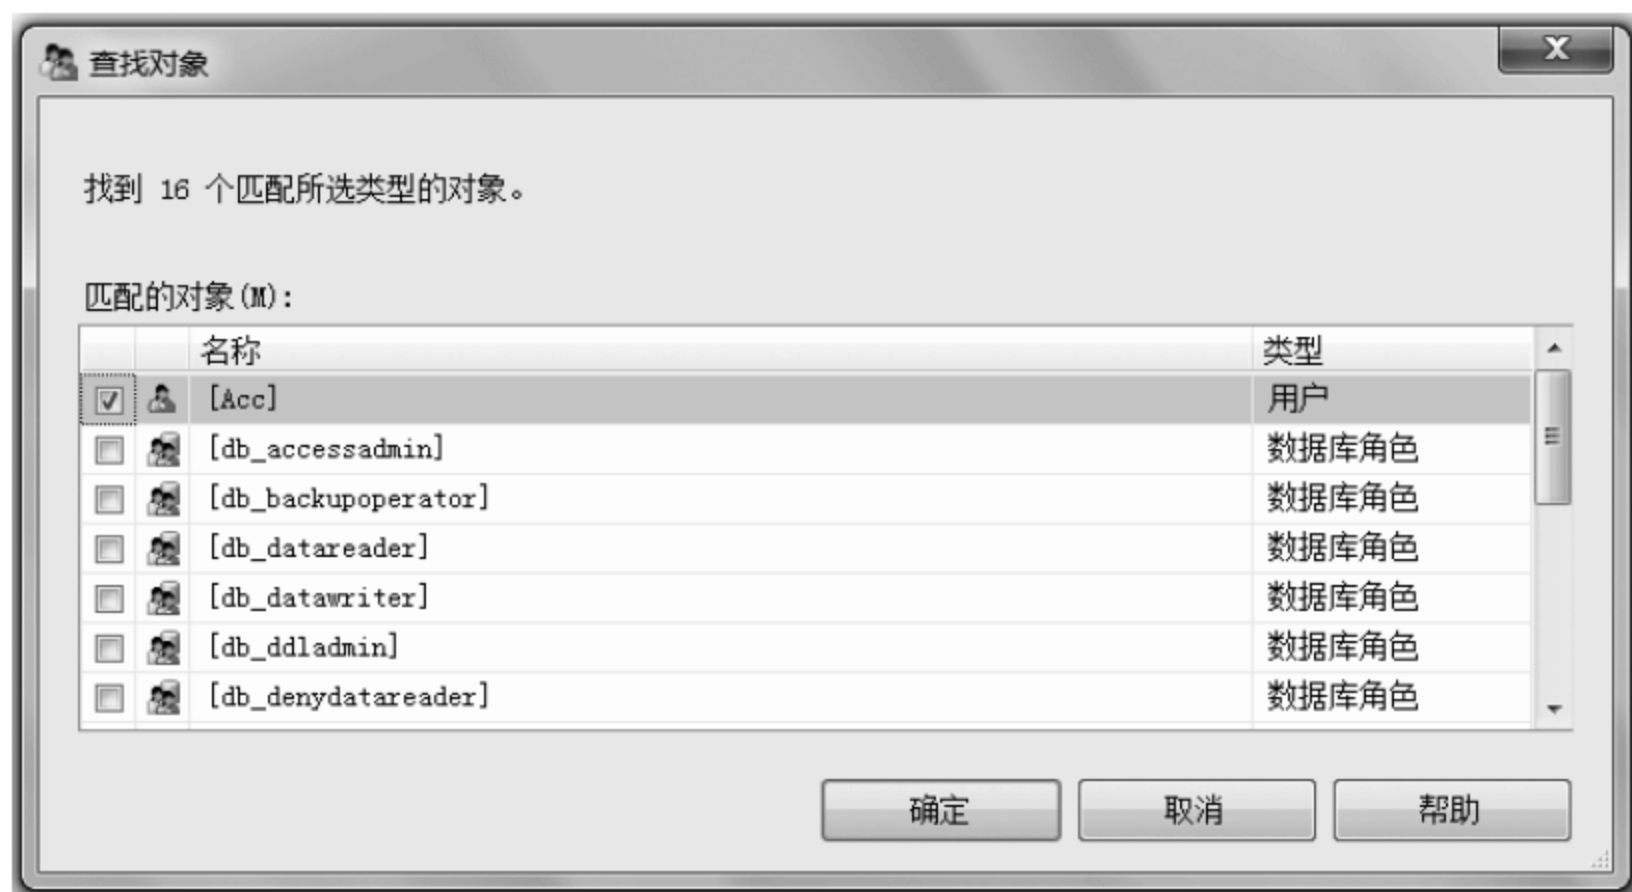 查找对象
找到 16 个匹配所选类型的对象。
匹配的对象(M):
名称 类型
[Acc] 用户
[db_accessadmin] 数据库角色
[db_backupoperator] 数据库角色
[db_datareader] 数据库角色
[db_datawriter] 数据库角色
[db_ddladmin] 数据库角色
[db_denydatareader] 数据库角色
确定 取消 帮助